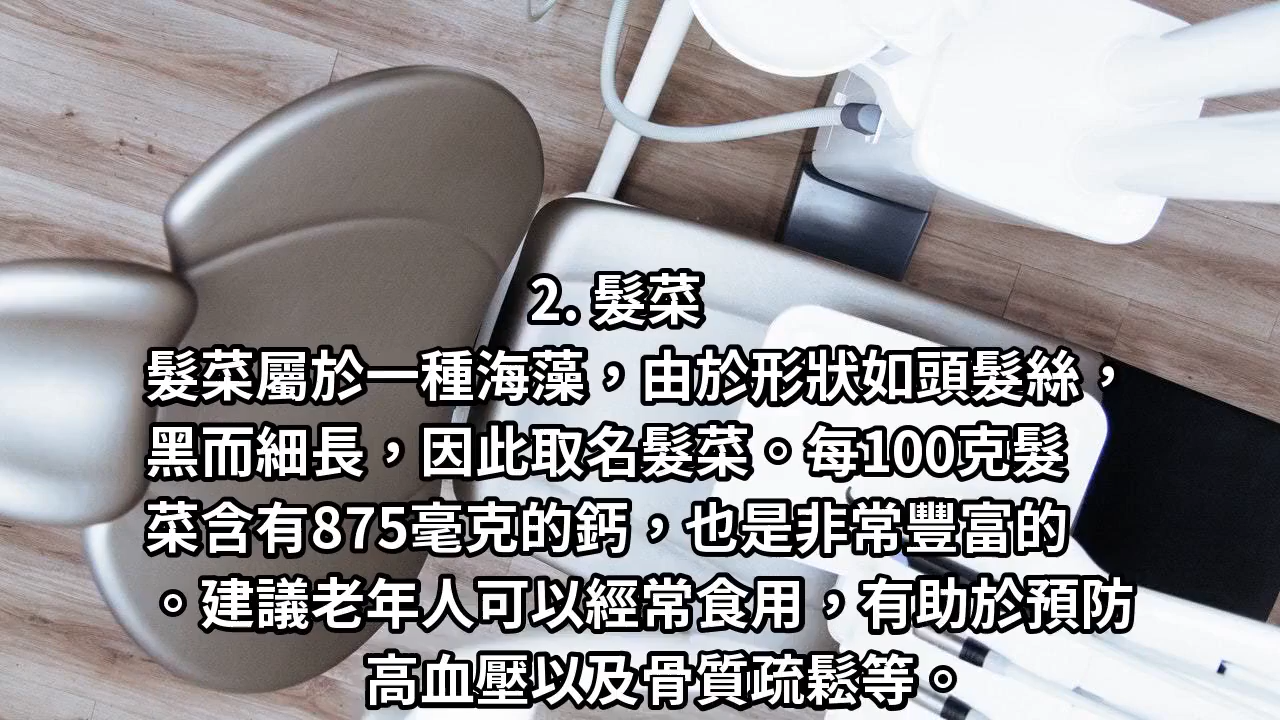 2. 髮菜
髮菜屬於一種海藻，由於形狀如頭髮絲，
黑而細長，因此取名髮菜。每100克髮
菜含有875毫克的鈣，也是非常豐富的
。建議老年人可以經常食用，有助於預防
高血壓以及骨質疏鬆等。